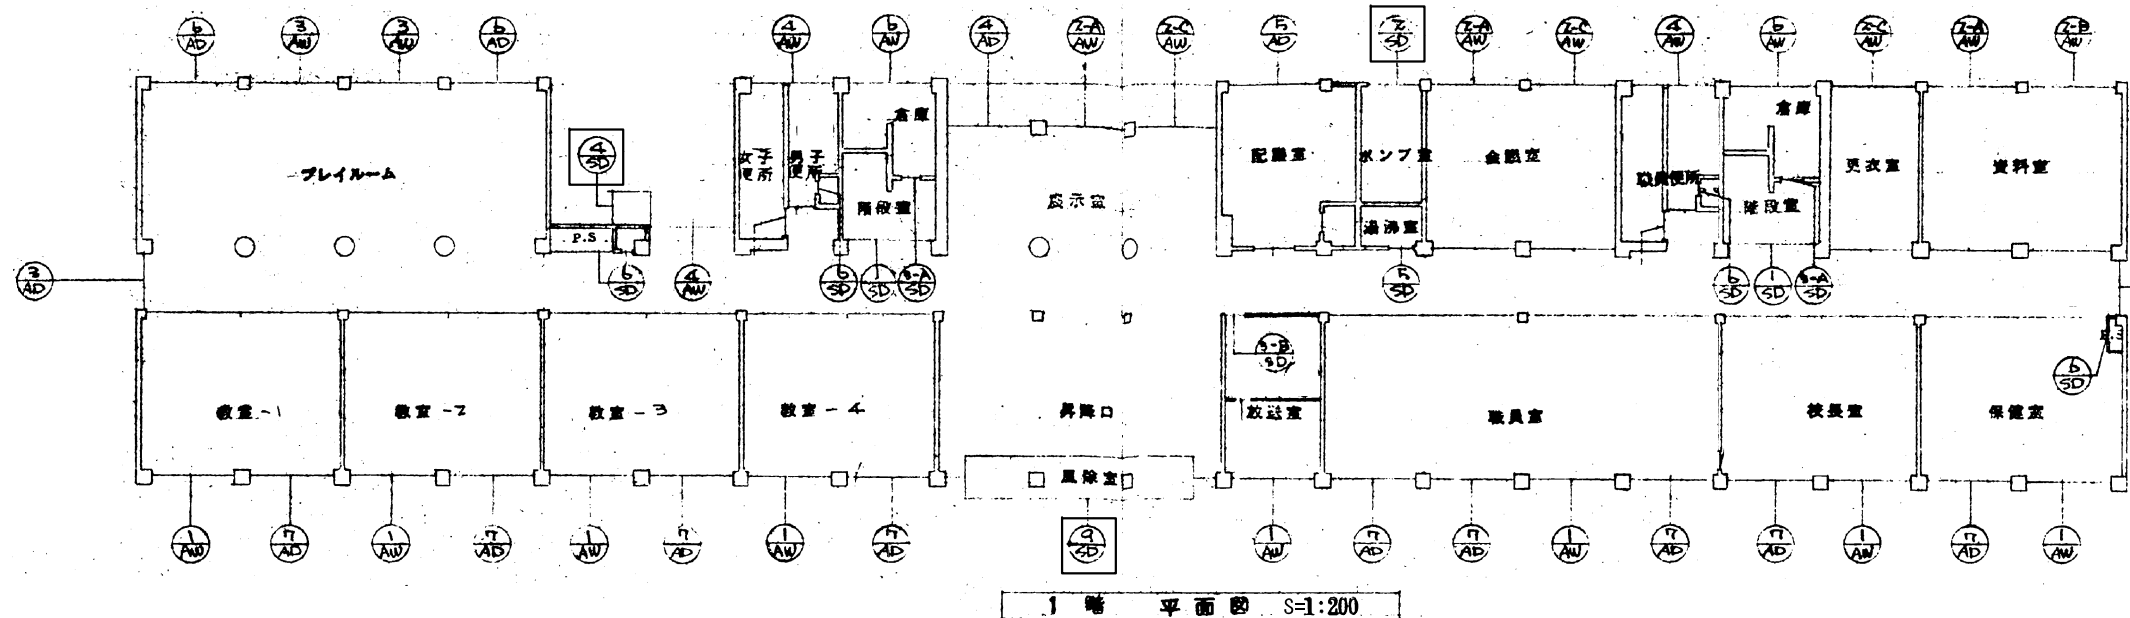 6 AD
3 AW
3 AW
6 AD
4 AW
6 AW
4 AD
2-A AW
2-C AW
5 AD
2 SD
2-A AW
2-C AW
4 AW
6 AW
2-C AW
2-A AW
2-B AW
プレイルーム
4 SD
P.S
女子便所
男子便所
倉庫
階段室
展示室
配膳室
ポンプ室
湯沸室
会議室
職員便所
倉庫
階段室
更衣室
資料室
3 AD
6 SD
4 AW
6 SD
1 SD
8-A SD
5 SD
6 SD
1 SD
8-A SD
教室-1
教室-2
教室-3
教室-4
昇降口
風除室
放送室
職員室
校長室
保健室
P.S
6 SD
1 AW
7 AD
1 AW
7 AD
1 AW
7 AD
1 AW
7 AD
9 SD
1 AW
7 AD
7 AD
1 AW
7 AD
7 AD
1 AW
7 AD
1 AW
1 階 平面図 S=1:200